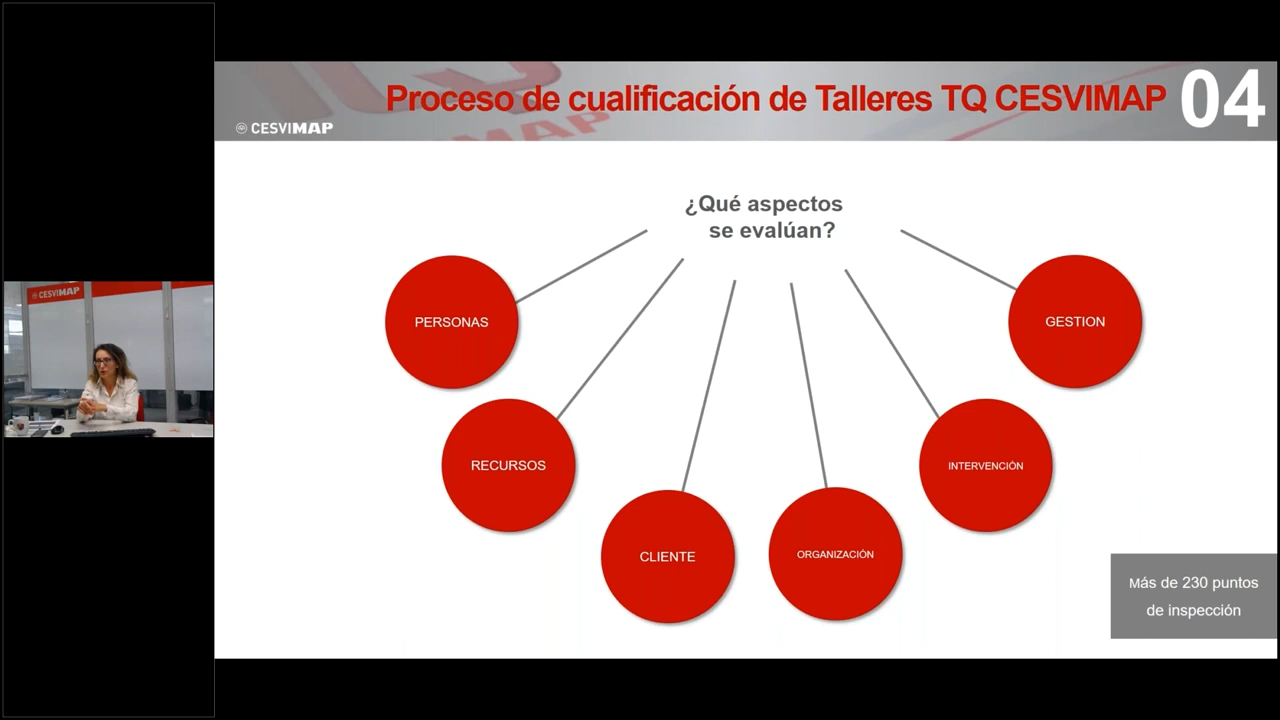 Proceso de cualificación de Talleres TQ CESVIMAP
04
CESVIMAP
¿Qué aspectos
se evalúan?
PERSONAS
GESTION
RECURSOS
INTERVENCIÓN
CLIENTE
ORGANIZACIÓN
Más de 230 puntos
de inspección
CESVIMAP